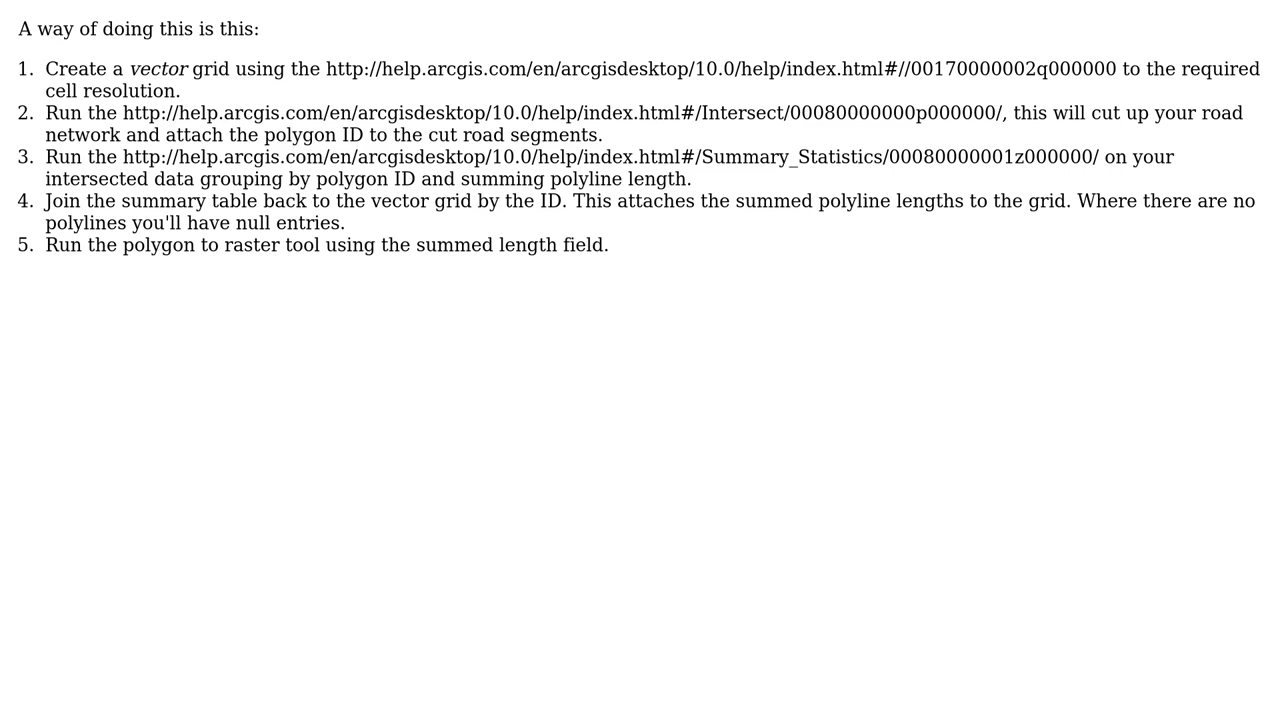 A way of doing this is this:
1. Create a vector grid using the http://help.arcgis.com/en/arcgisdesktop/10.0/help/index.html#//00170000002q000000 to the required
cell resolution.
2. Run the http://help.arcgis.com/en/arcgisdesktop/10.0/help/index.html#/Intersect/00080000000p000000/, this will cut up your road
network and attach the polygon ID to the cut road segments.
3. Run the http://help.arcgis.com/en/arcgisdesktop/10.0/help/index.html#/Summary_Statistics/00080000001z000000/ on your
intersected data grouping by polygon ID and summing polyline length.
4. Join the summary table back to the vector grid by the ID. This attaches the summed polyline lengths to the grid. Where there are no
polylines you'll have null entries.
5. Run the polygon to raster tool using the summed length field.